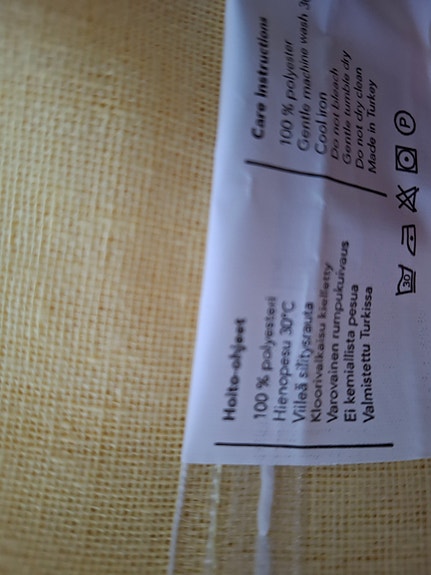 Care Instructions
100 % polyester
Gentle machine wash
Cool iron
Do not bleach
Gentle tumble dry
Do not dry clean
Made in Turkey
Hoito-ohjeet
100 % polyesteri
Hienopesu 30°C
Viileä silitysrauta
Kloorivalkaisu kielletty
Varovainen rumpukuivaus
Ei kemiallista pesua
Valmistettu Turkissa
30
P